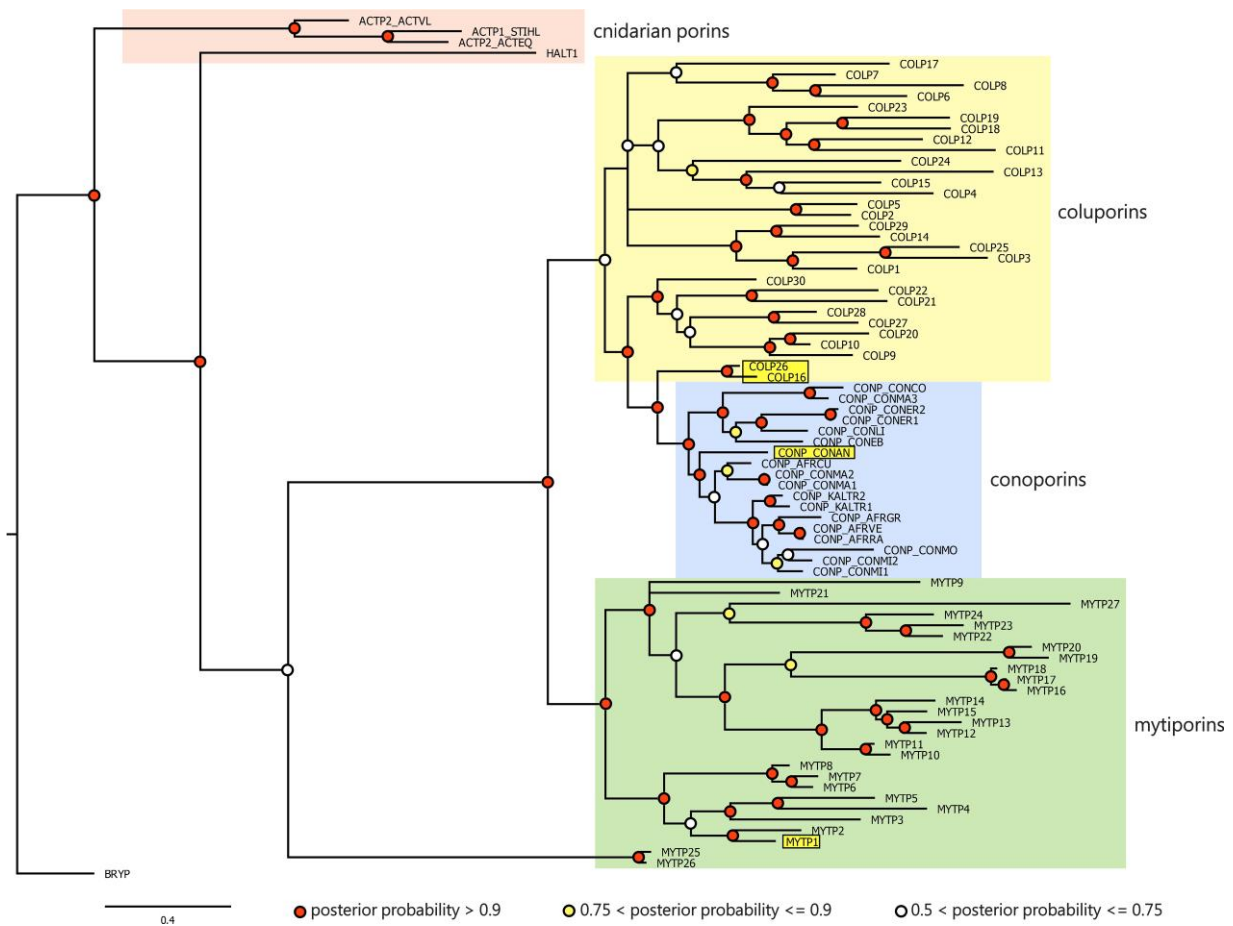 ACTP2_ACTVL
ACTP1_STIHL
cnidarian porins
ACTP2_ACTEQ
HALT1
COLP17
COLP7
COLP8
COLP6
COLP23
COLP19
COLP18
COLP12
COLP11
COLP24
COLP13
COLP15
COLP4
COLP5
COLP2
coluporins
COLP29
COLP14
COLP25
COLP3
COLP1
COLP30
COLP22
COLP21
COLP28
COLP27
COLP20
COLP10
COLP9
COLP26
COLP16
CONP_CONCO
CONP_CONMA3
CONP_CONER2
CONP_CONER1
CONP_CONLI
CONP_CONEB
CONP_CONAN
CONP_AFRCU
CONP_CONMA2
conoporins
CONP_CONMA1
CONP_KALTR2
CONP_KALTR1
CONP_AFRGR
CONP_AFRVE
CONP_AFRRA
CONP_CONMO
CONP_CONMI2
CONP_CONMI1
MYTP9
MYTP21
MYTP27
MYTP24
MYTP23
MYTP22
MYTP20
MYTP19
MYTP18
MYTP17
MYTP16
MYTP14
MYTP15
MYTP13
mytiporins
MYTP12
MYTP11
MYTP10
MYTP8
MYTP7
MYTP6
MYTP5
MYTP4
MYTP3
MYTP2
MYTP1
MYTP25
MYTP26
BRYP
0.4
posterior probability > 0.9
0.75 < posterior probability <= 0.9
0.5 < posterior probability <= 0.75